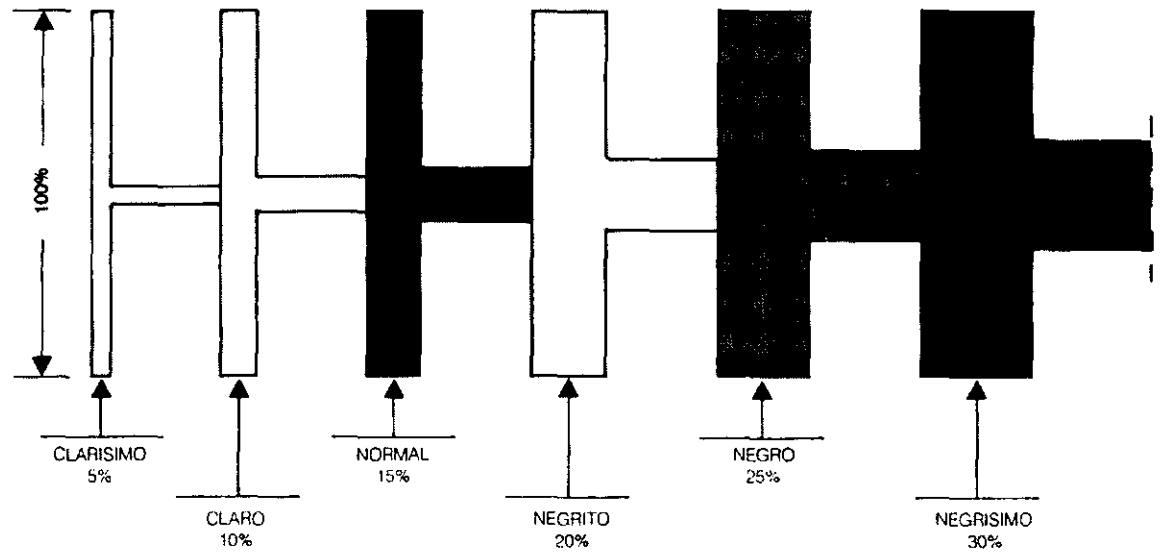 100%
CLARISIMO
5%
CLARO
10%
NORMAL
15%
NEGRITO
20%
NEGRO
25%
NEGRISIMO
30%